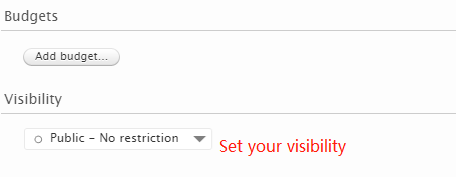 Budgets
Add budget...
Visibility
Public – No restriction
Set your visibility